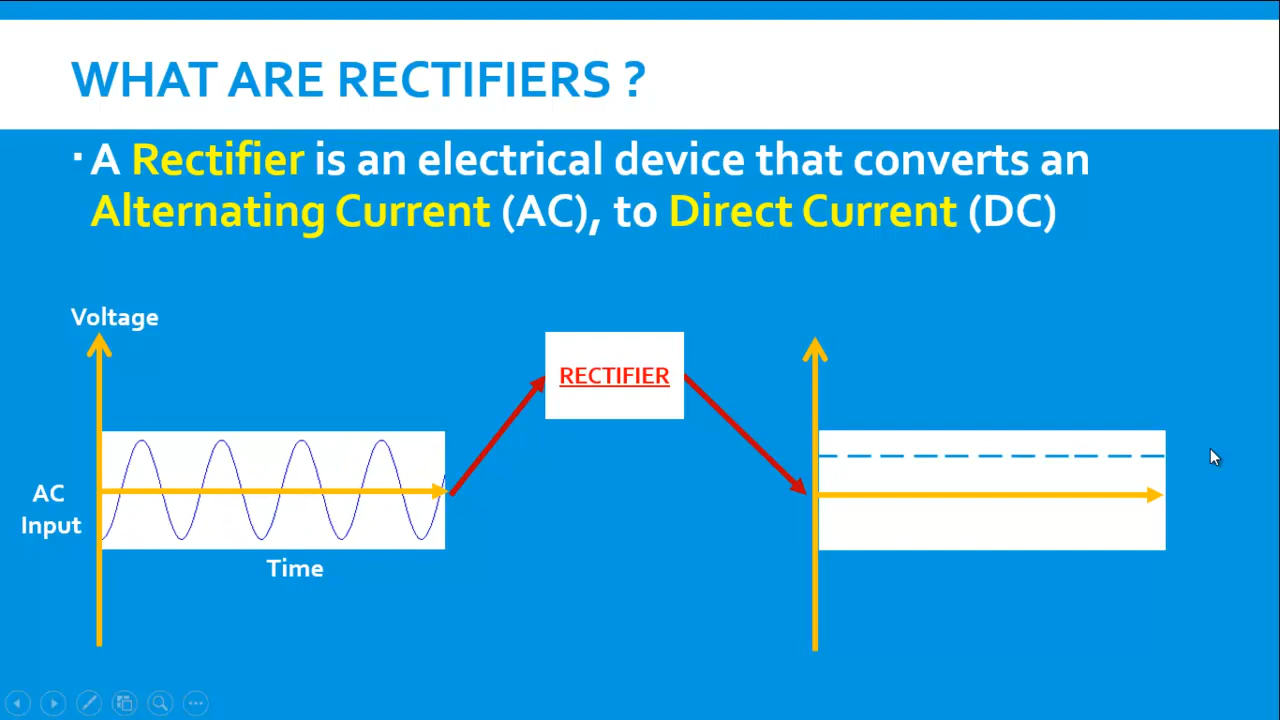 WHAT ARE RECTIFIERS ?
▪ A Rectifier is an electrical device that converts an
Alternating Current (AC), to Direct Current (DC)
Voltage
RECTIFIER
AC
Input
Time